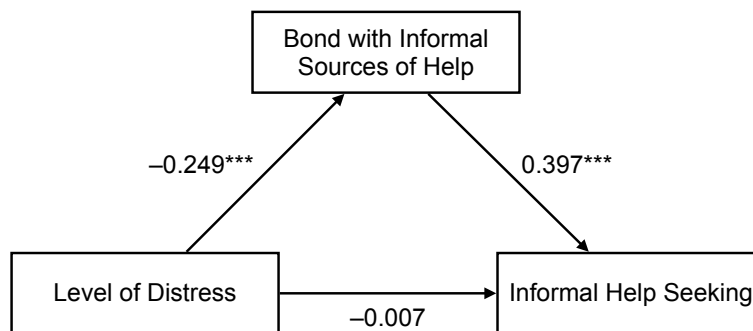 Bond with Informal
Sources of Help
–0.249***
0.397***
Level of Distress
Informal Help Seeking
–0.007